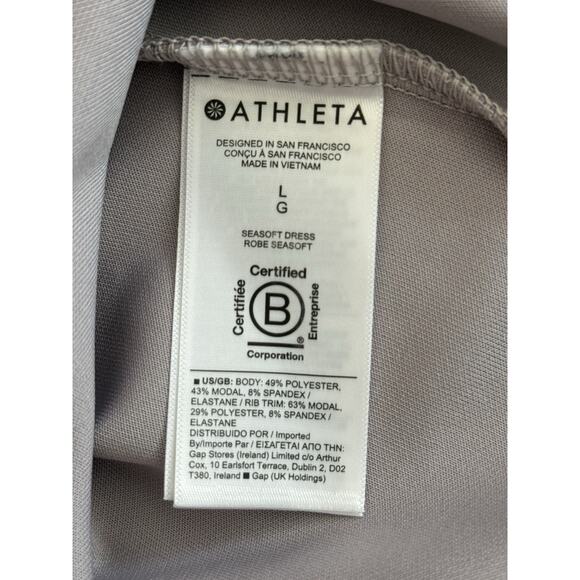 ATHLETA
DESIGNED IN SAN FRANCISCO
CONÇU À SAN FRANCISCO
MADE IN VIETNAM
L
G
SEASOFT DRESS
ROBE SEASOFT
Certified
Certifiée
B
Entreprise
®
Corporation
■ US/GB: BODY: 49% POLYESTER,
43% MODAL, 8% SPANDEX /
ELASTANE / RIB TRIM: 63% MODAL,
29% POLYESTER, 8% SPANDEX /
ELASTANE
DISTRIBUIDO POR / Imported
By/Importe Par / ΕΙΣΑΓΕΤΑΙ ΑΠΟ ΤΗΝ:
Gap Stores (Ireland) Limited c/o Arthur
Cox, 10 Earlsfort Terrace, Dublin 2, D02
T380, Ireland ■ Gap (UK Holdings)